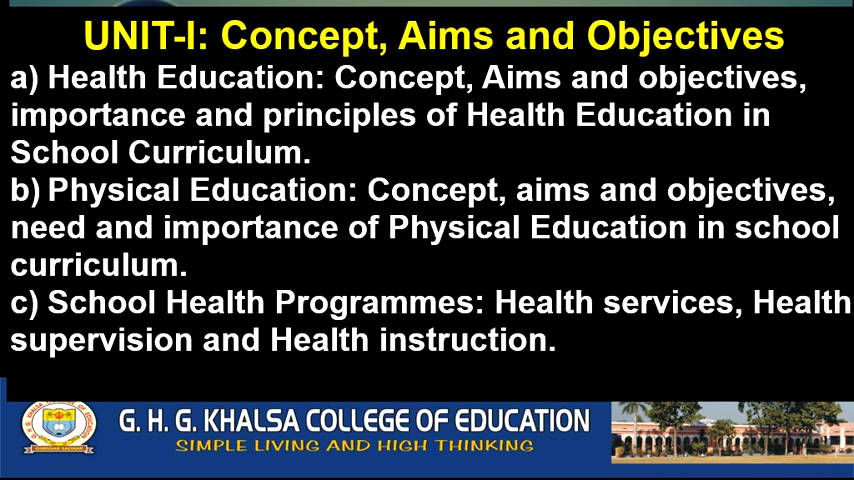 UNIT-I: Concept, Aims and Objectives
a) Health Education: Concept, Aims and objectives,
importance and principles of Health Education in
School Curriculum.
b) Physical Education: Concept, aims and objectives,
need and importance of Physical Education in school
curriculum.
c) School Health Programmes: Health services, Health
supervision and Health instruction.
G. H. G. KHALSA COLLEGE OF EDUCATION
SIMPLE LIVING AND HIGH THINKING